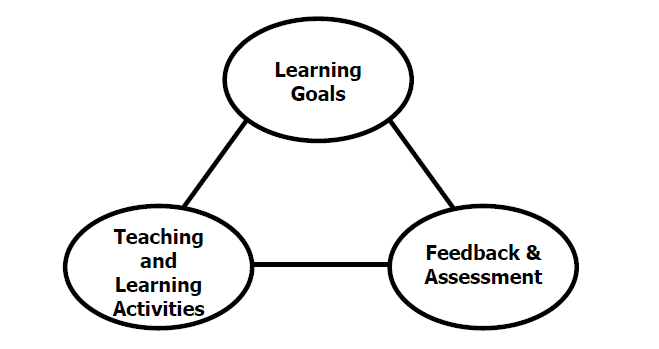 Learning
Goals
Teaching
and
Learning
Activities
Feedback &
Assessment